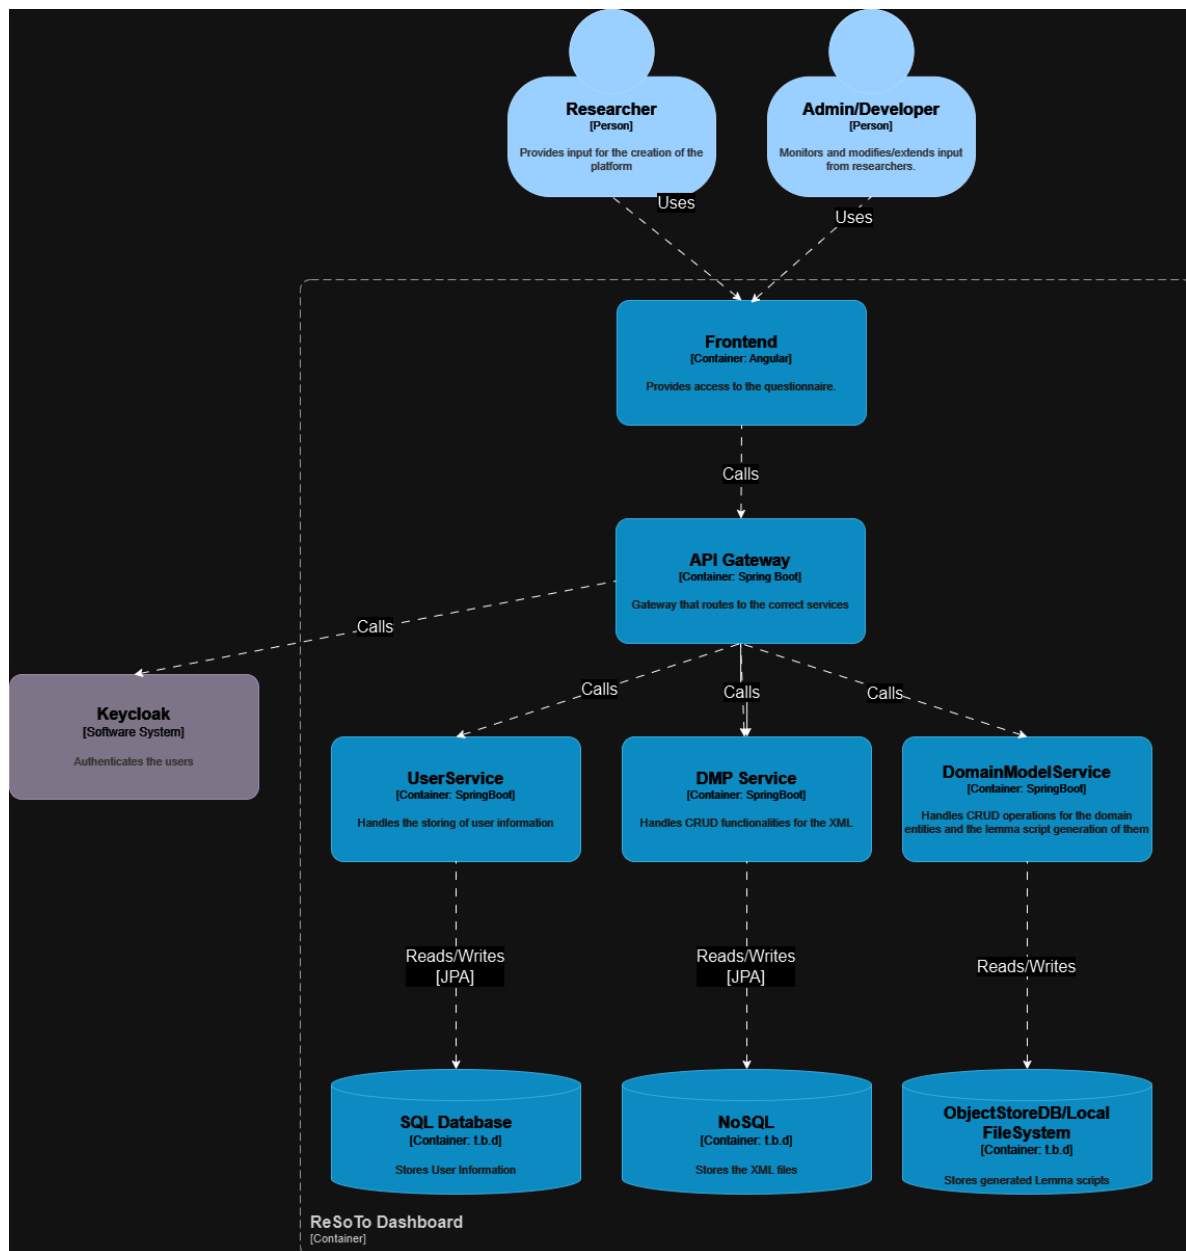 Researcher
[Person]
Provides input for the creation of the
platform
Admin/Developer
[Person]
Monitors and modifies/extends input
from researchers.
Uses
Uses
Frontend
[Container: Angular]
Provides access to the questionnaire.
Calls
API Gateway
[Container: Spring Boot]
Gateway that routes to the correct services
Calls
Keycloak
[Software System]
Authenticates the users
Calls
Calls
Calls
UserService
[Container: SpringBoot]
Handles the storing of user information
DMP Service
[Container: SpringBoot]
Handles CRUD functionalities for the XML
DomainModelService
[Container: SpringBoot]
Handles CRUD operations for the domain
entities and the lemma script generation of them
Reads/Writes
[JPA]
Reads/Writes
[JPA]
Reads/Writes
SQL Database
[Container: t.b.d]
Stores User Information
NoSQL
[Container: t.b.d]
Stores the XML files
ObjectStoreDB/Local
FileSystem
[Container: t.b.d]
Stores generated Lemma scripts
ReSoTo Dashboard
[Container]